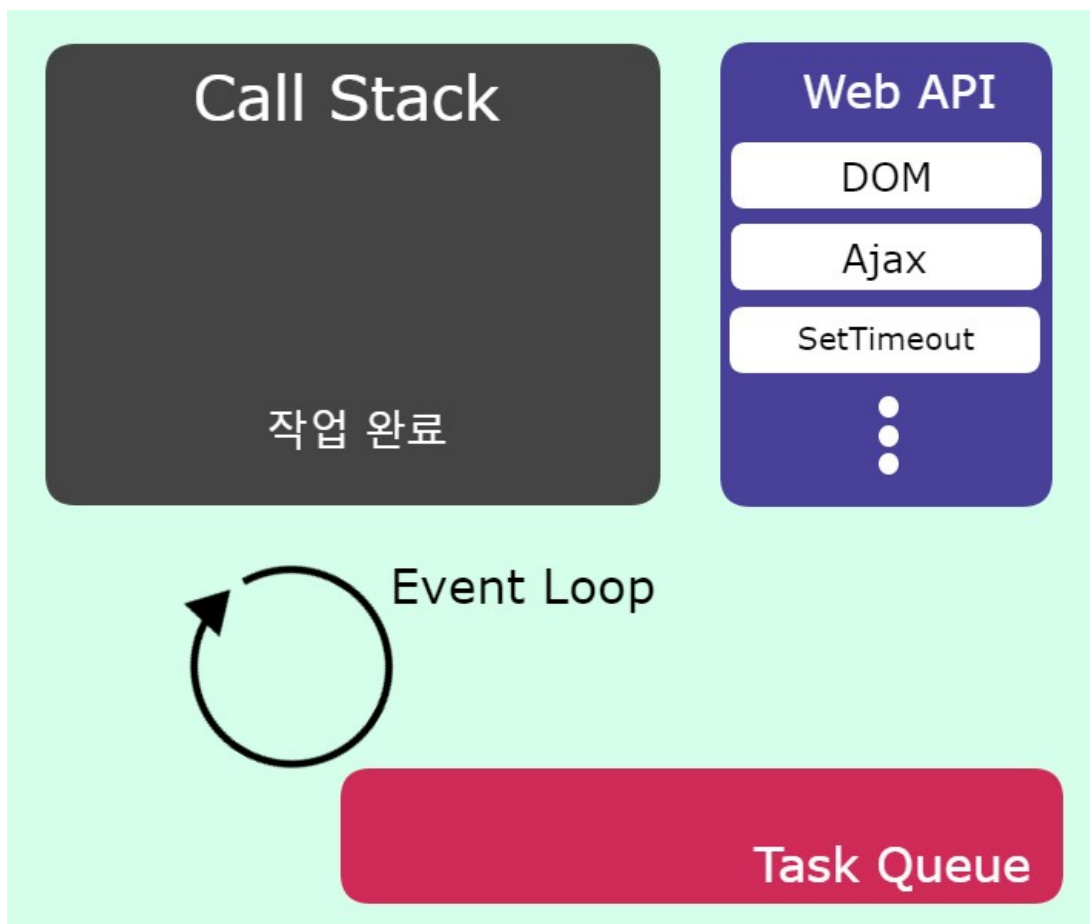 Call Stack
작업 완료
Web API
DOM
Ajax
SetTimeout
Event Loop
Task Queue